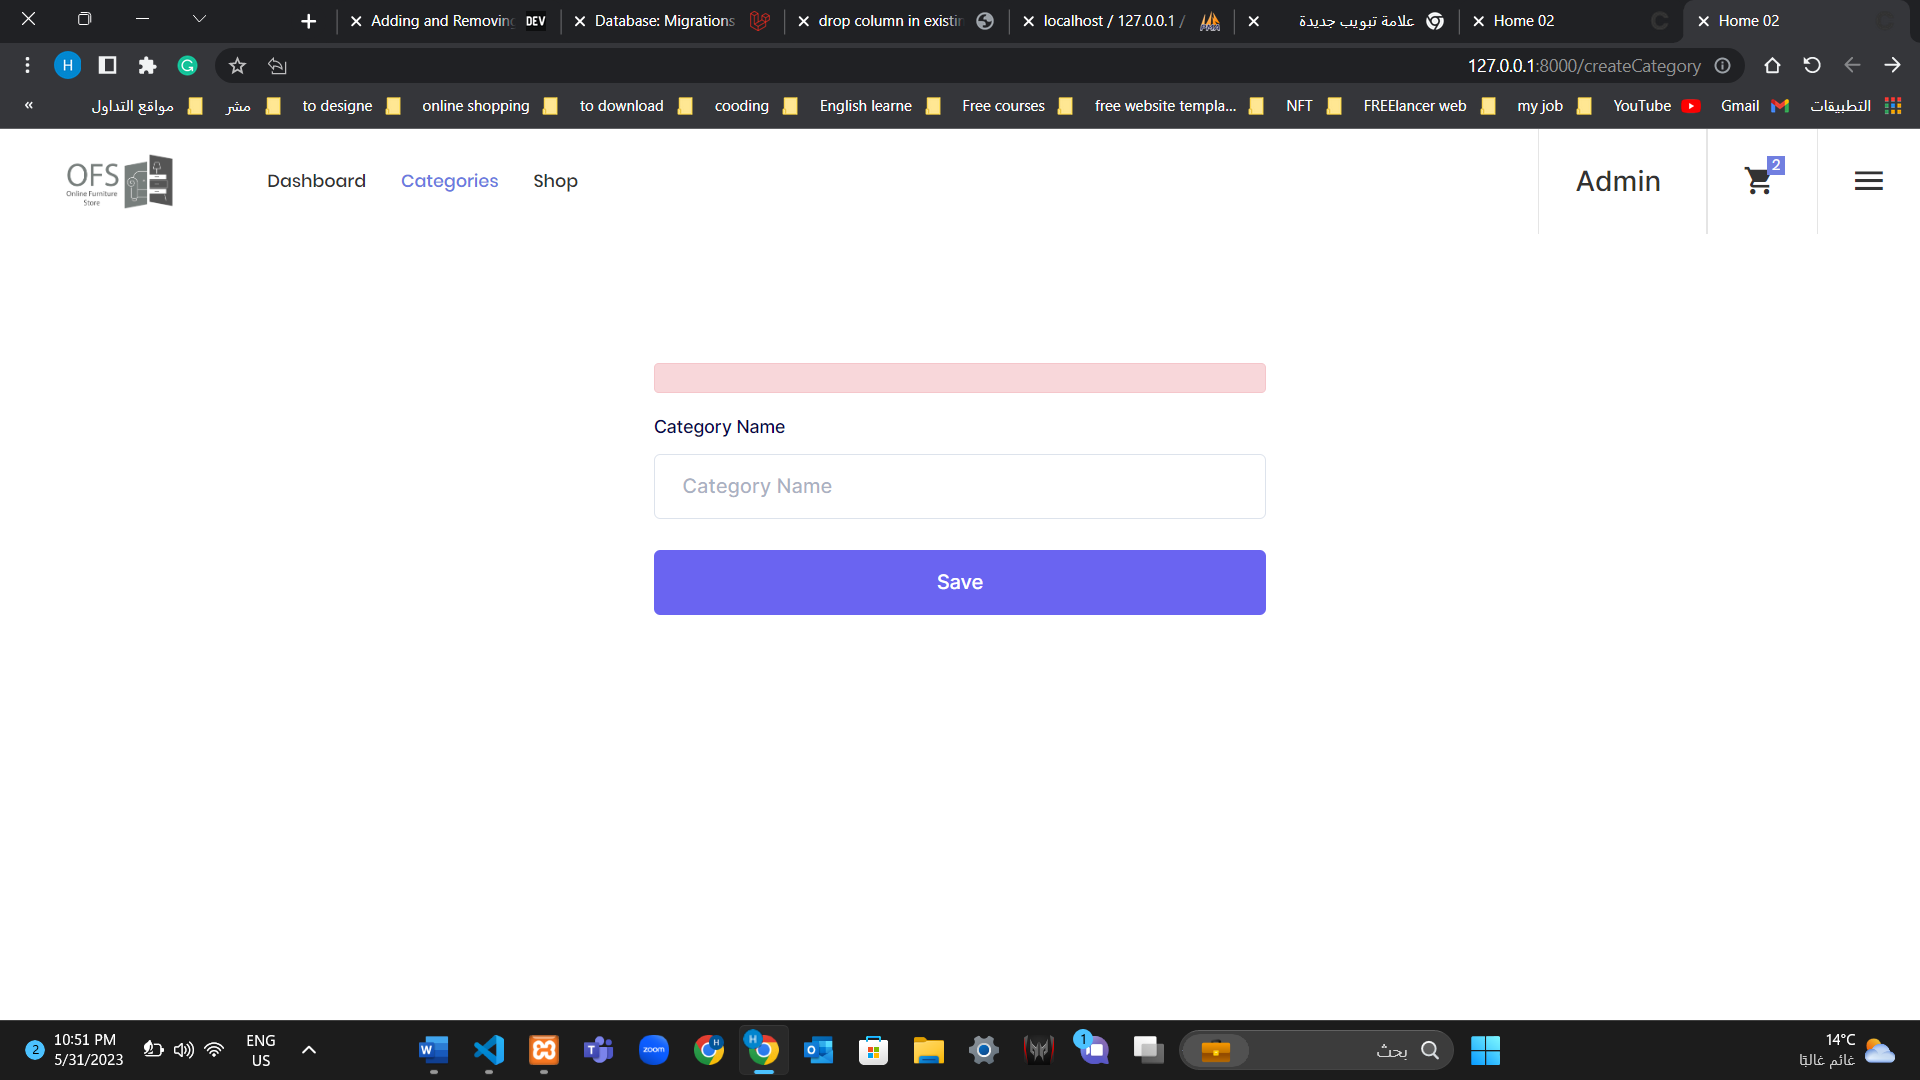 Adding and Removing DEV
Database: Migrations
drop column in existin
localhost / 127.0.0.1 /
علامة تبويب جديدة
Home 02
Home 02
H
127.0.0.1:8000/createCategory
«
مواقع التداول
مشر
to designe
online shopping
to download
cooding
English learne
Free courses
free website templa...
NFT
FREElancer web
my job
YouTube
Gmail
التطبيقات
OFS
Online Furniture
Store
Dashboard
Categories
Shop
Admin
2
Category Name
Category Name
Save
2
10:51 PM
5/31/2023
ENG
US
zoom
H
1
بحث
14°C
غائم غالبًا